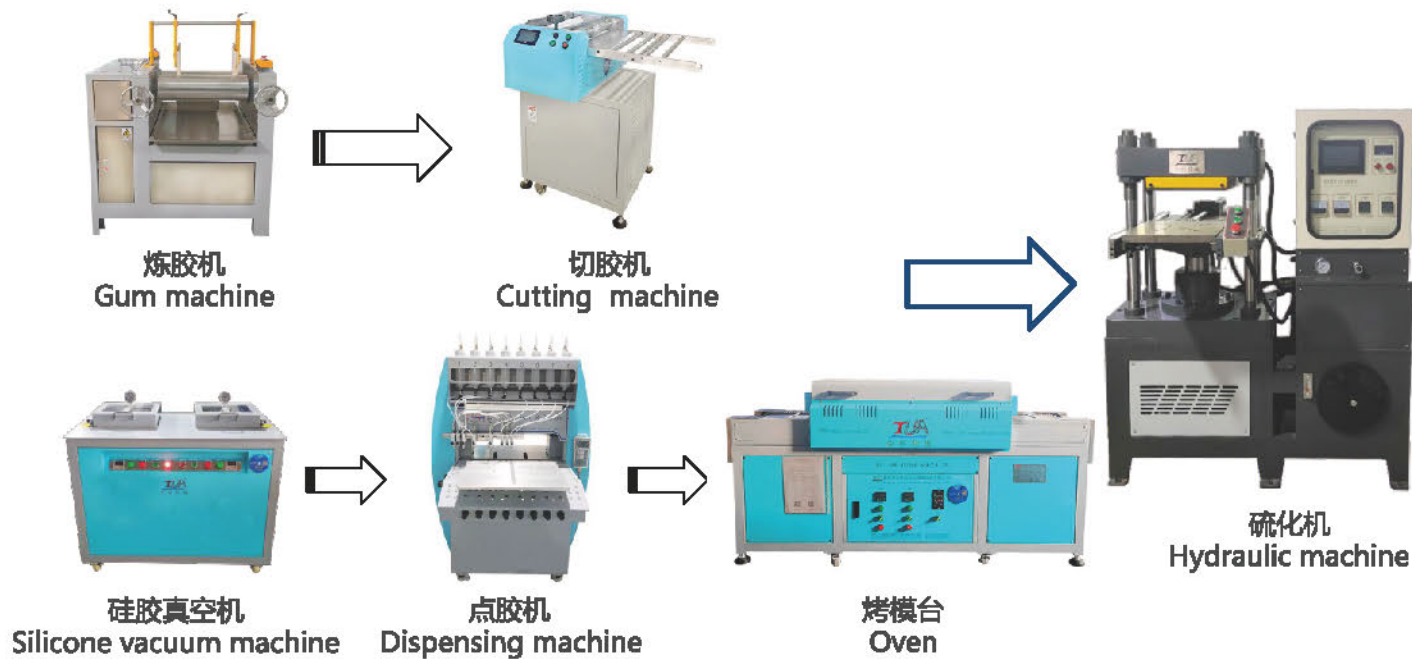 炼胶机
Gum machine
切胶机
Cutting machine
硫化机
Hydraulic machine
硅胶真空机
Silicone vacuum machine
点胶机
Dispensing machine
烤模台
Oven